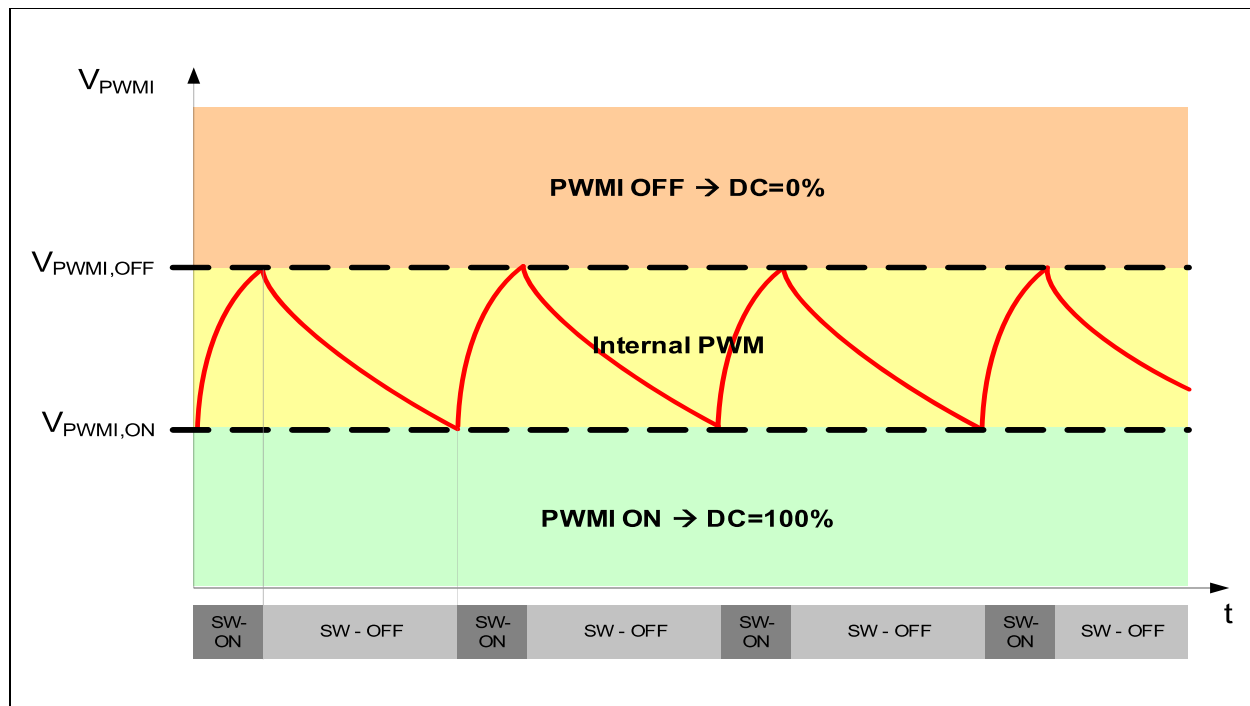 VPWMI
PWMI OFF → DC=0%
VPWMI,OFF
Internal PWM
VPWMI,ON
PWMI ON → DC=100%
t
SW-
ON
SW - OFF
SW-
ON
SW - OFF
SW-
ON
SW - OFF
SW-
ON
SW - OFF